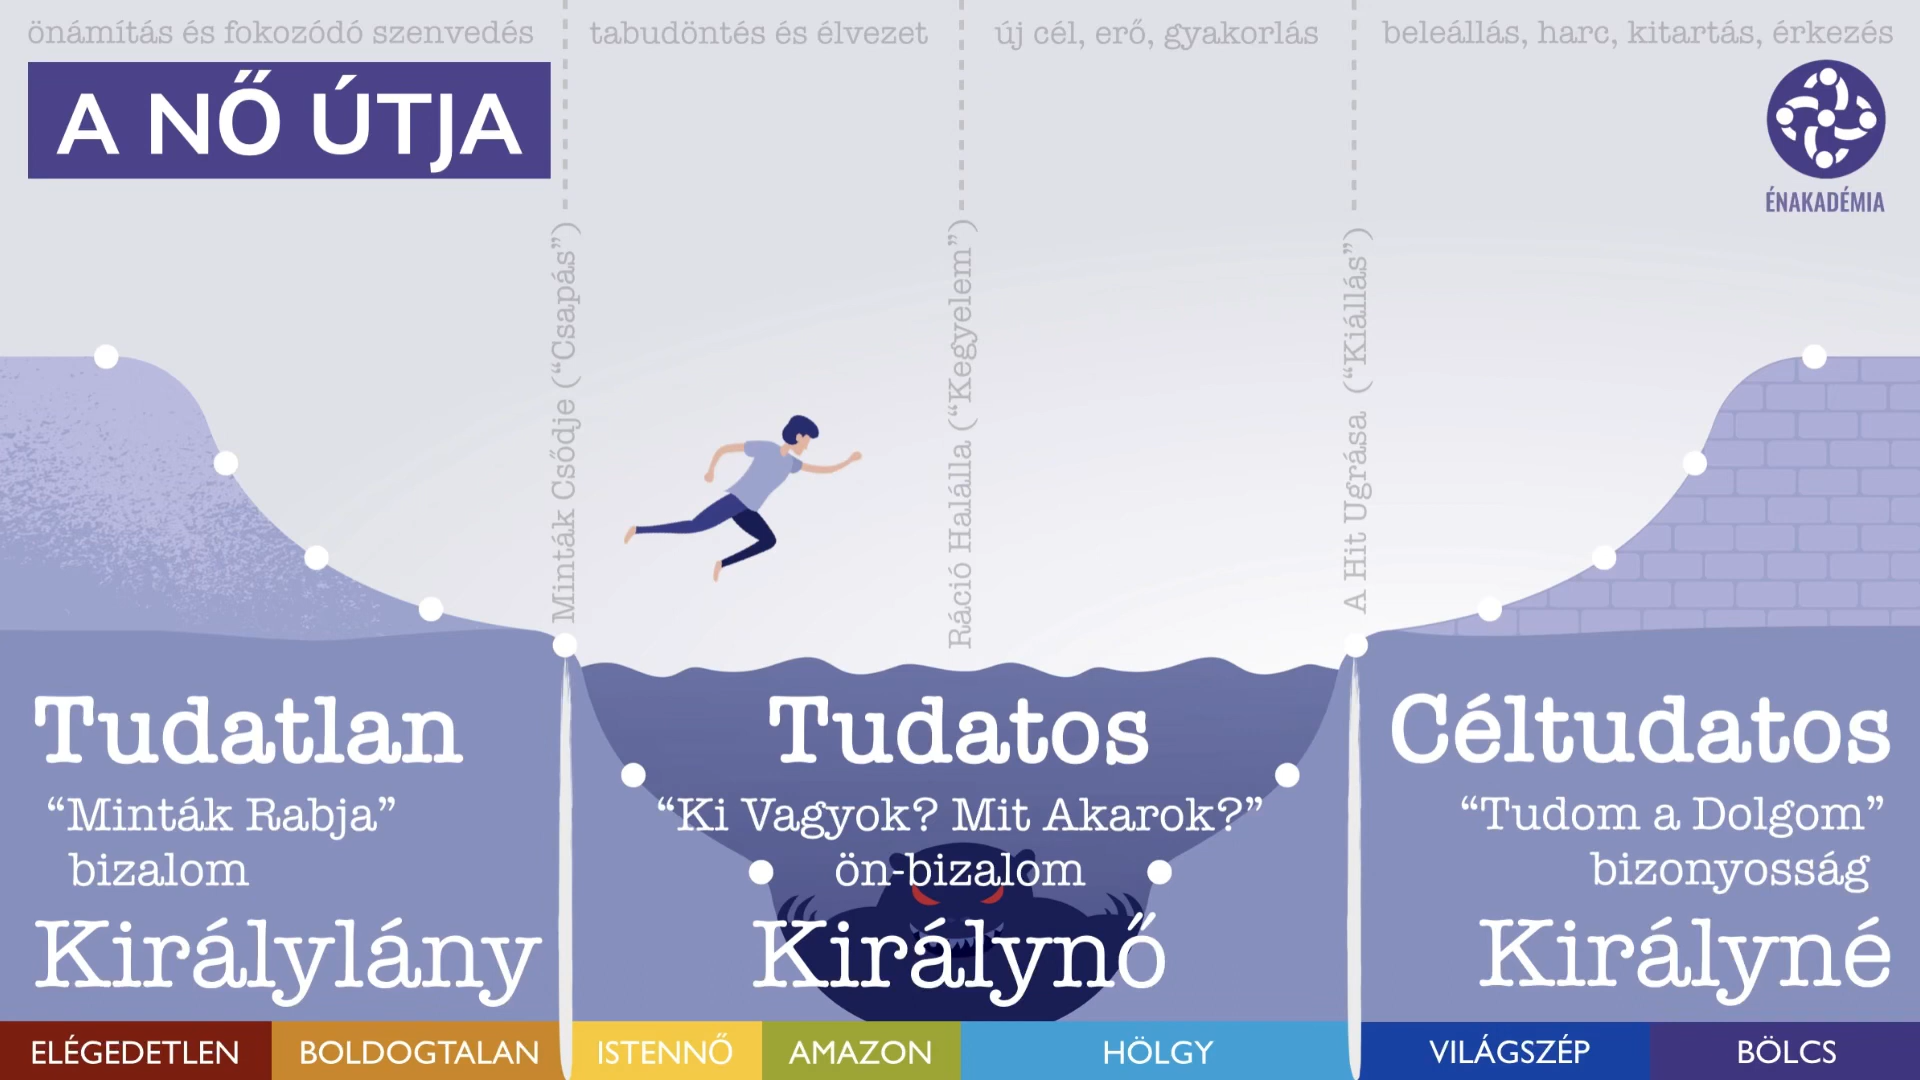 önámítás és fokozódó szenvedés
tabudöntés és élvezet
új cél, erő, gyakorlás
beleállás, harc, kitartás, érkezés
A NŐ ÚTJA
ÉNAKADÉMIA
Minták Csődje (“Csapás”)
Ráció Halálla (“Kegyelem”)
A Hit Ugrása (“Kiállás”)
Tudatlan
“Minták Rabja”
bizalom
Királylány
Tudatos
“Ki Vagyok? Mit Akarok?”
ön-bizalom
Királynő
Céltudatos
“Tudom a Dolgom”
bizonyosság
Királyné
ELÉGEDETLEN
BOLDOGTALAN
ISTENNŐ
AMAZON
HÖLGY
VILÁGSZÉP
BÖLCS